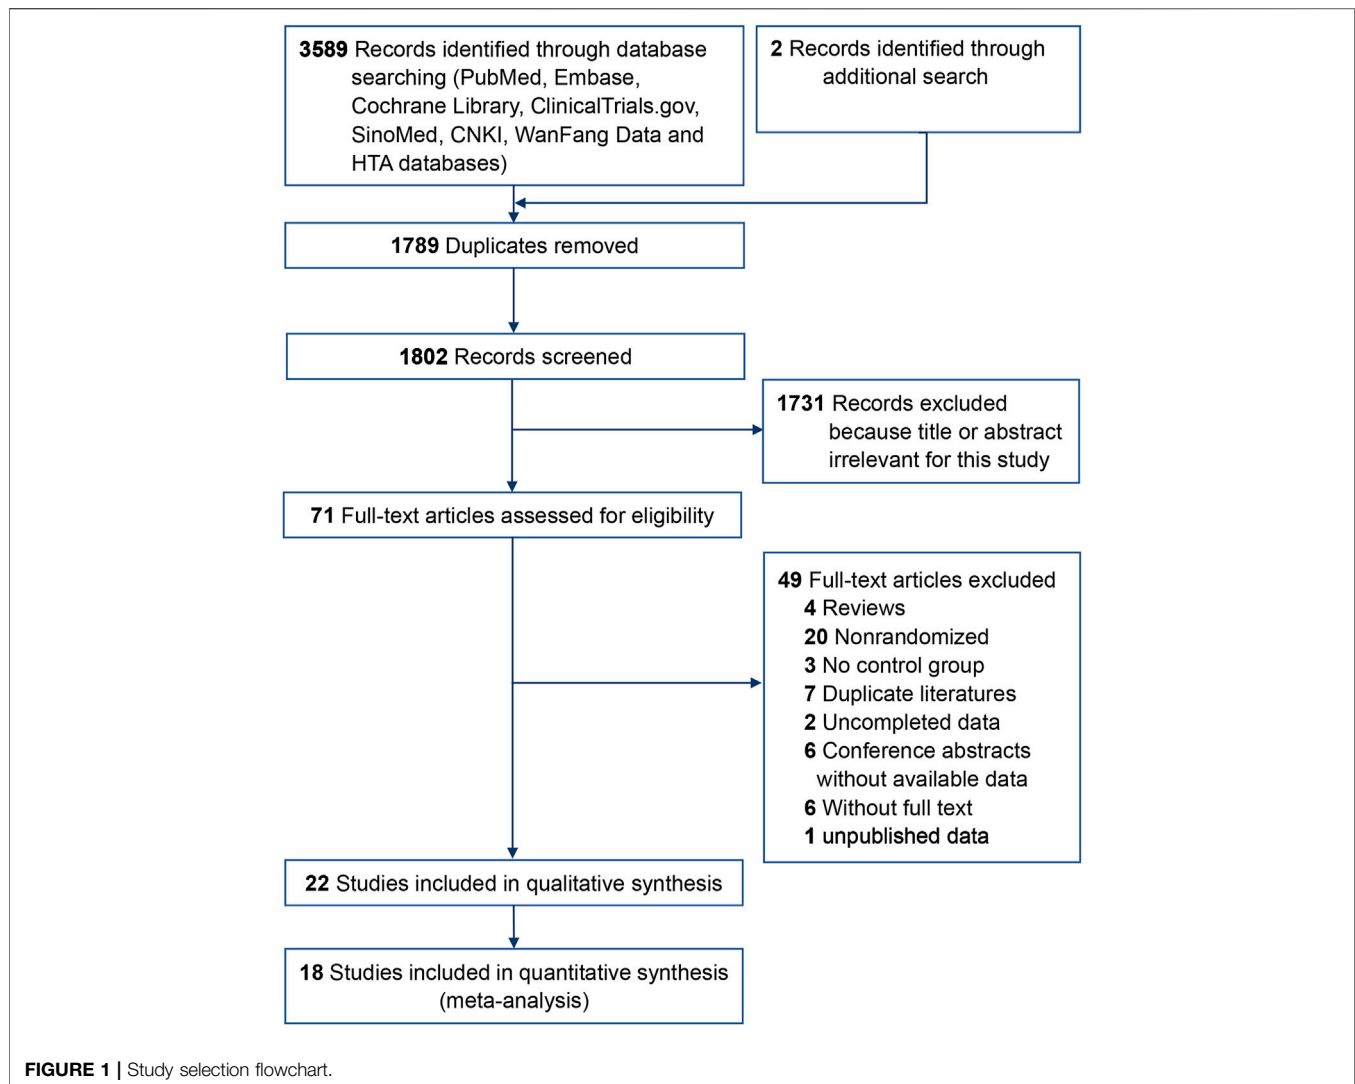 3589 Records identified through database
searching (PubMed, Embase,
Cochrane Library, ClinicalTrials.gov,
SinoMed, CNKI, WanFang Data and
HTA databases)
2 Records identified through
additional search
1789 Duplicates removed
1802 Records screened
1731 Records excluded
because title or abstract
irrelevant for this study
71 Full-text articles assessed for eligibility
49 Full-text articles excluded
4 Reviews
20 Nonrandomized
3 No control group
7 Duplicate literatures
2 Uncompleted data
6 Conference abstracts
without available data
6 Without full text
1 unpublished data
22 Studies included in qualitative synthesis
18 Studies included in quantitative synthesis
(meta-analysis)
FIGURE 1 | Study selection flowchart.